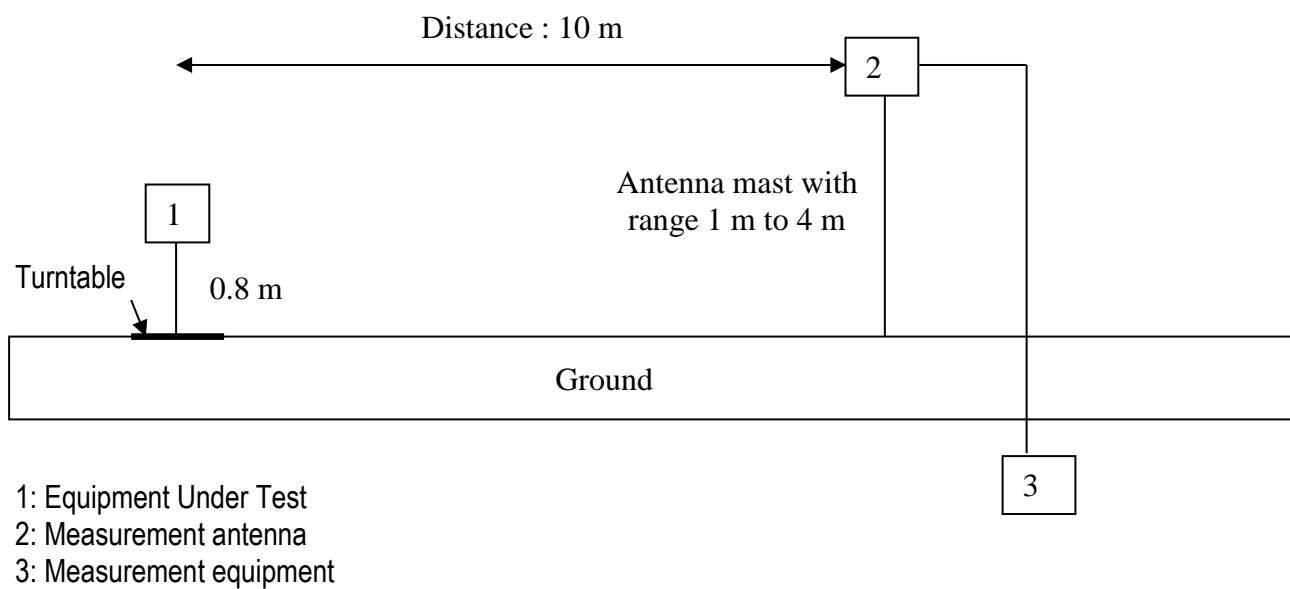 Distance : 10 m
2
Antenna mast with
range 1 m to 4 m
1
Turntable
0.8 m
Ground
3
1: Equipment Under Test
2: Measurement antenna
3: Measurement equipment